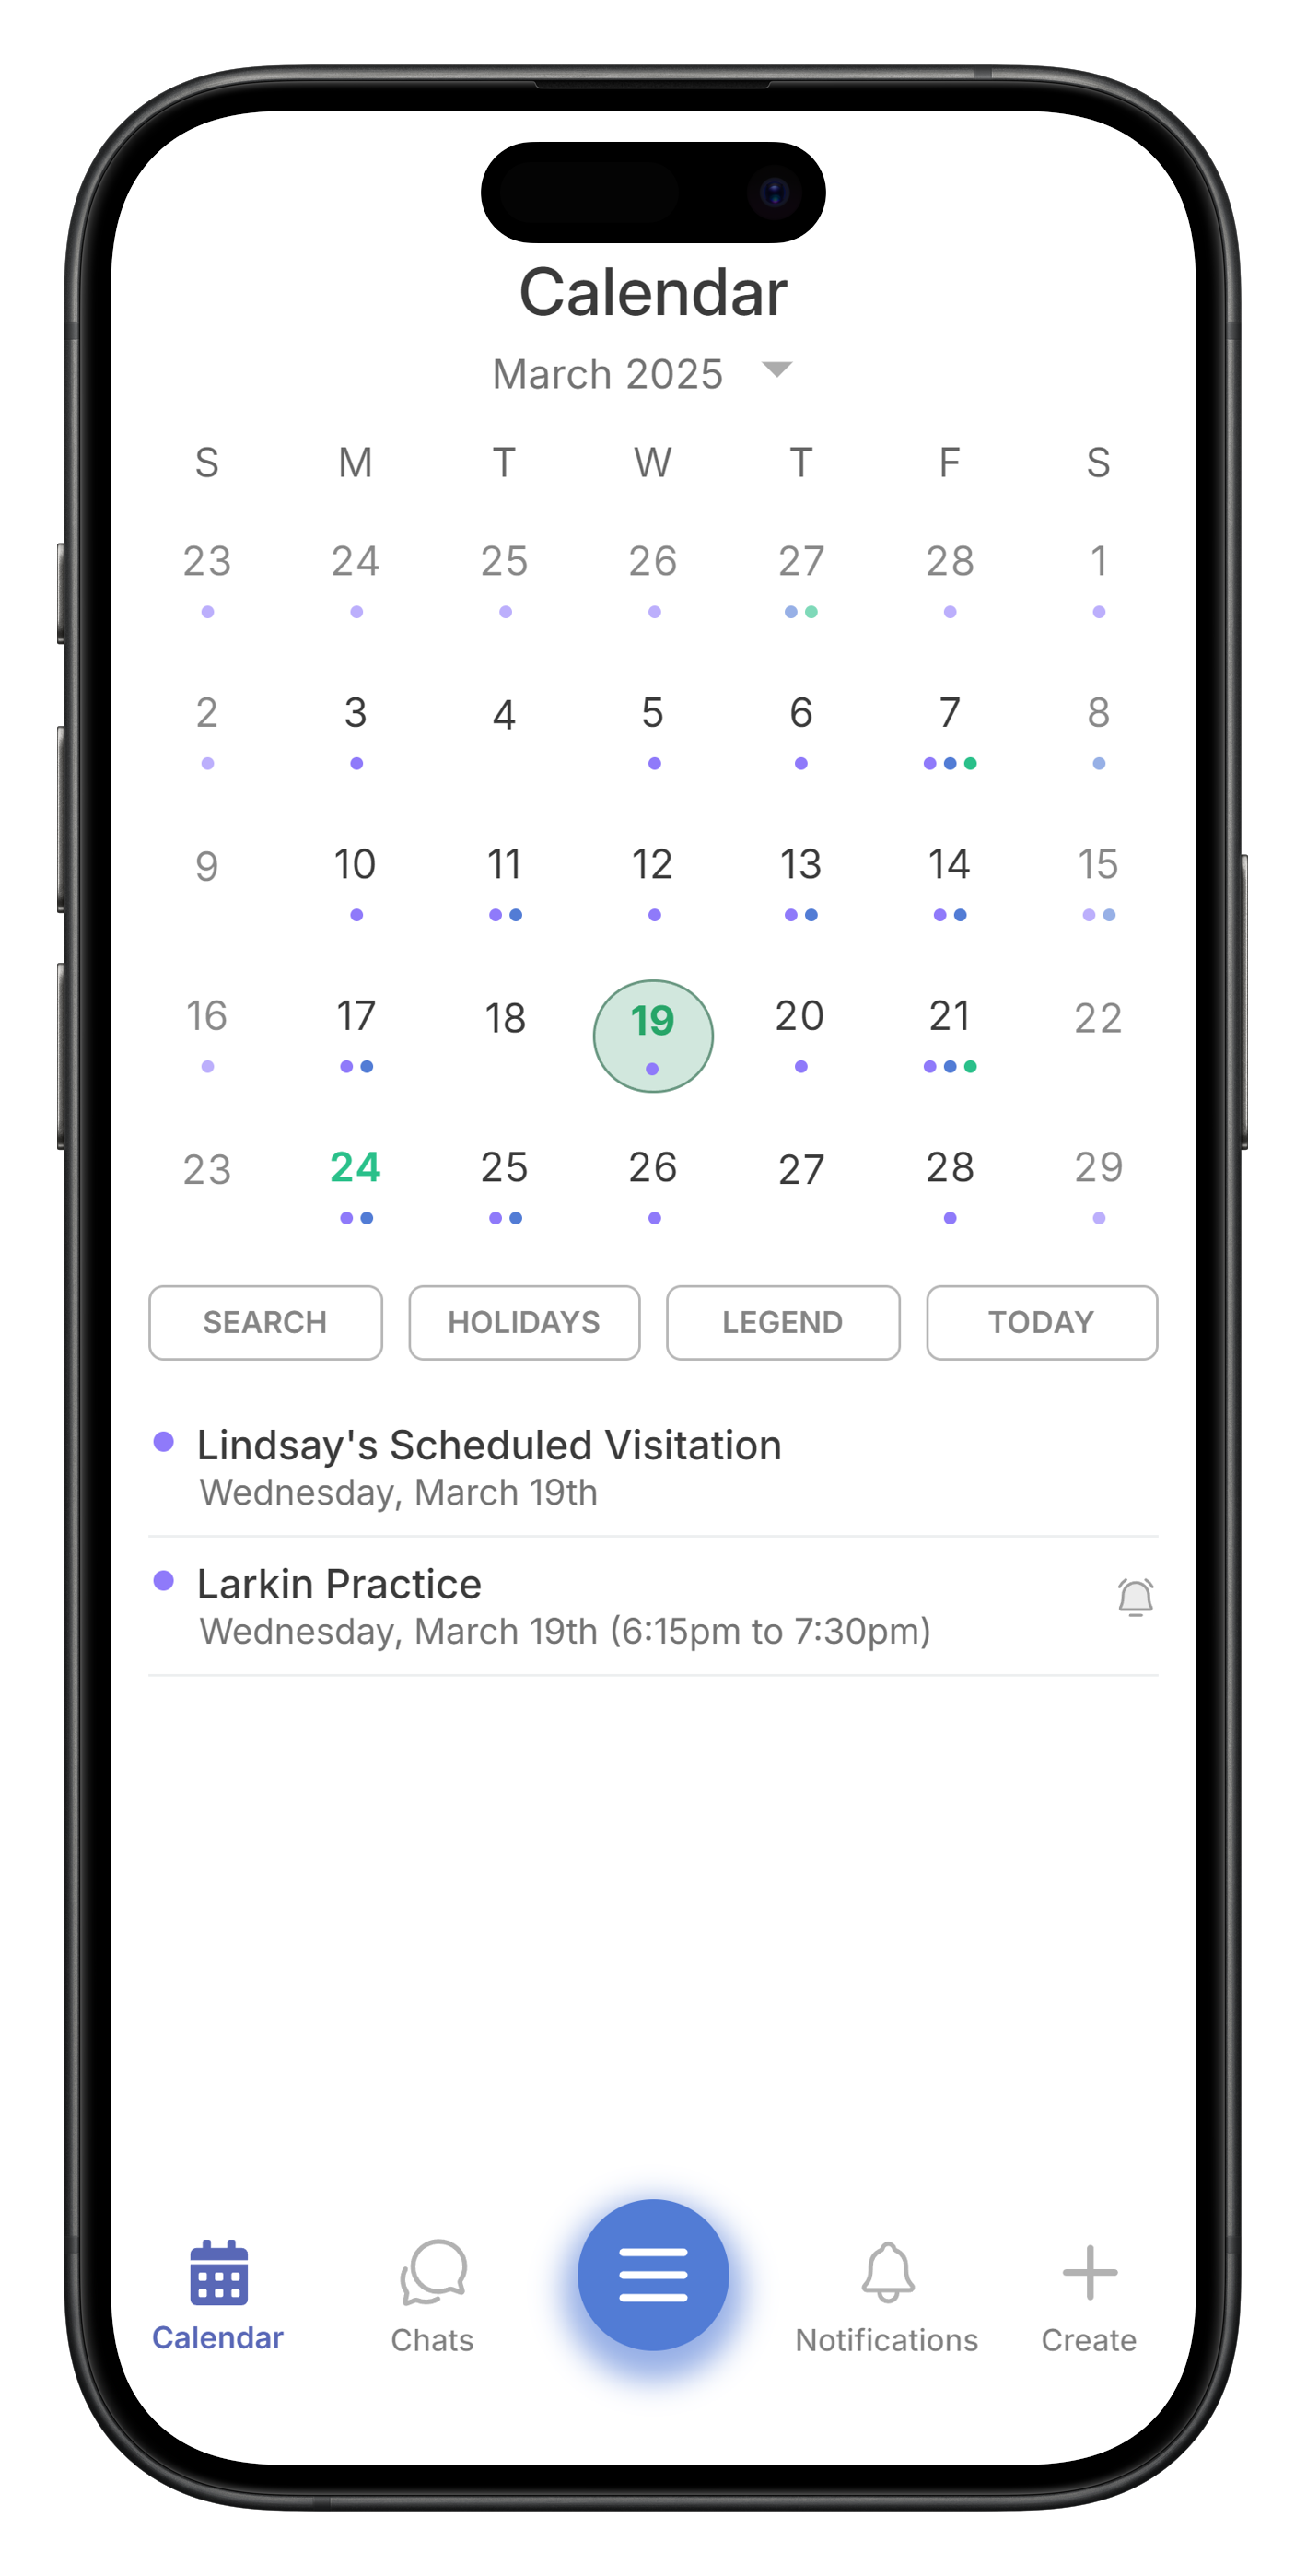 Calendar
March 2025
S M T W T F S
23 24 25 26 27 28 1
2 3 4 5 6 7 8
9 10 11 12 13 14 15
16 17 18 19 20 21 22
23 24 25 26 27 28 29
SEARCH HOLIDAYS LEGEND TODAY
Lindsay's Scheduled Visitation
Wednesday, March 19th
Larkin Practice
Wednesday, March 19th (6:15pm to 7:30pm)
Calendar Chats Notifications Create